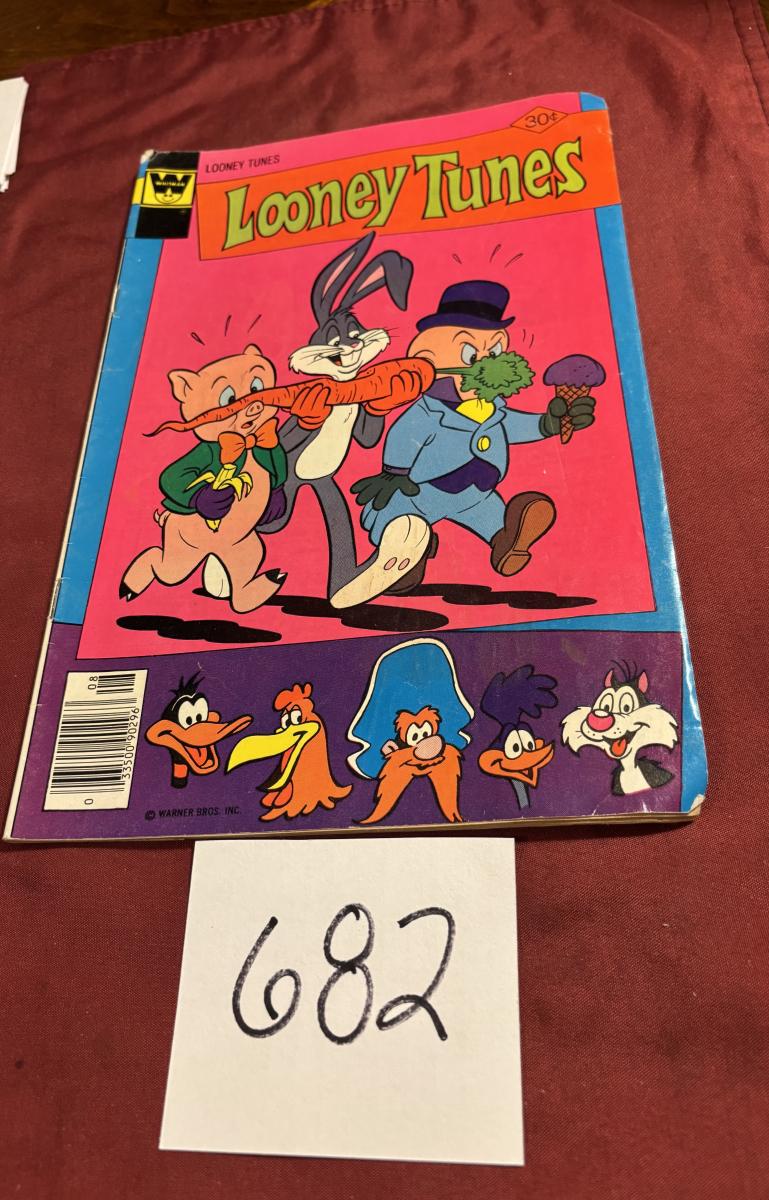 30¢
WHITMAN
LOONEY TUNES
Looney Tunes
08
0
33500 90296
© WARNER BROS. INC.
682